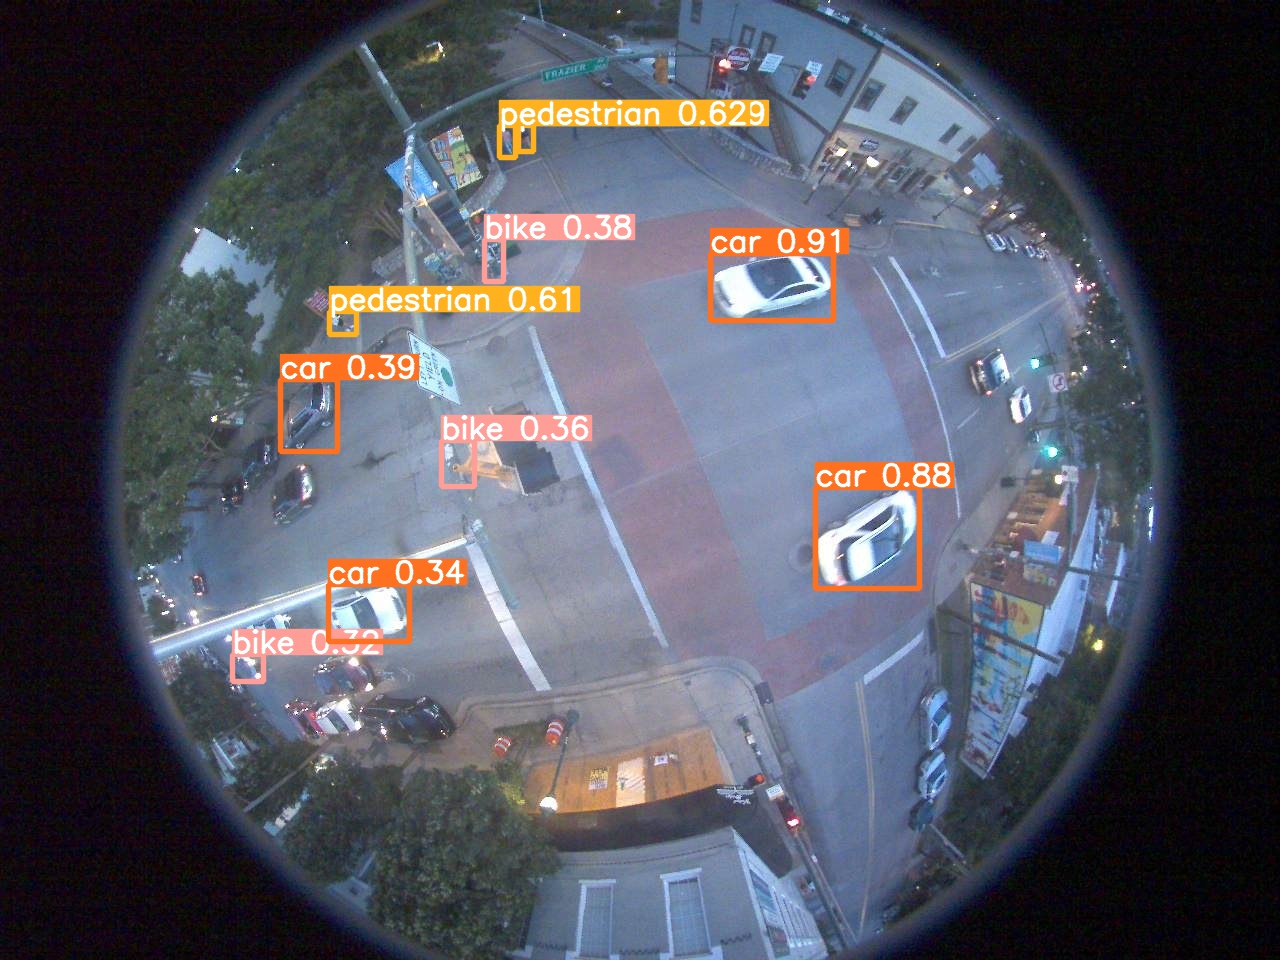 FRAZIER
pedestrian 0.629
bike 0.38
car 0.91
pedestrian 0.61
YIELD
car 0.39
bike 0.36
car 0.88
car 0.34
bike 0.32